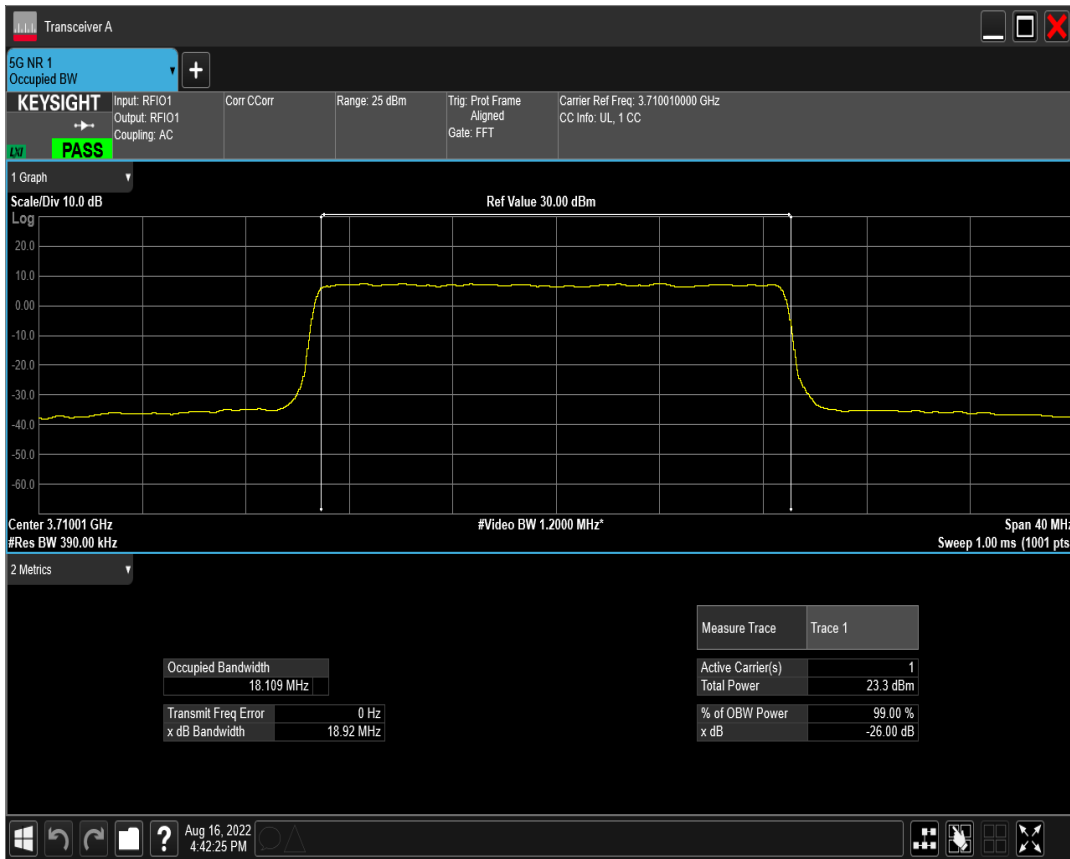 Transceiver A
5G NR 1
Occupied BW
+
KEYSIGHT
LXI
PASS
Input: RFIO1
Output: RFIO1
Coupling: AC
Corr CCorr
Range: 25 dBm
Trig: Prot Frame
Aligned
Gate: FFT
Carrier Ref Freq: 3.710010000 GHz
CC Info: UL, 1 CC
1 Graph
Scale/Div 10.0 dB
Ref Value 30.00 dBm
Log
20.0
10.0
0.00
-10.0
-20.0
-30.0
-40.0
-50.0
-60.0
Center 3.71001 GHz
#Video BW 1.2000 MHz*
Span 40 MHz
#Res BW 390.00 kHz
Sweep 1.00 ms (1001 pts
2 Metrics
Measure Trace Trace 1
Occupied Bandwidth
18.109 MHz
Active Carrier(s) 1
Total Power 23.3 dBm
Transmit Freq Error 0 Hz
x dB Bandwidth 18.92 MHz
% of OBW Power 99.00 %
x dB -26.00 dB
?
Aug 16, 2022
4:42:25 PM